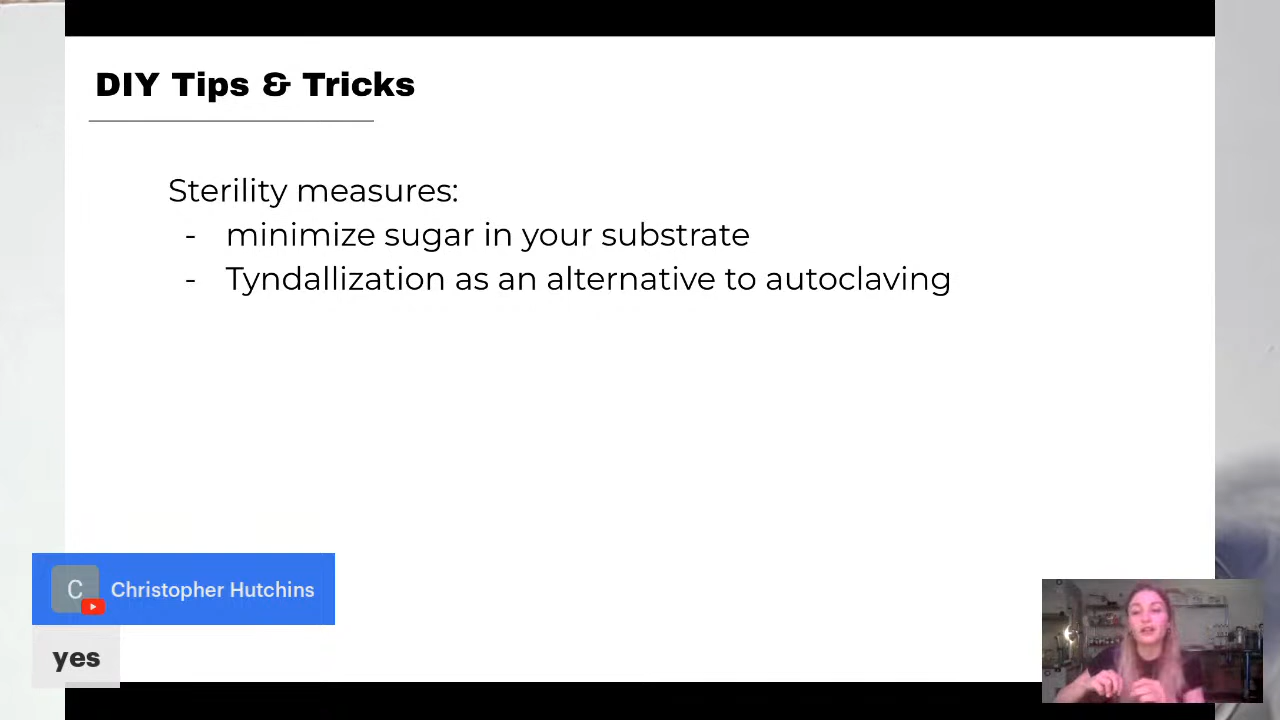 DIY Tips & Tricks
Sterility measures:
- minimize sugar in your substrate
- Tyndallization as an alternative to autoclaving
C Christopher Hutchins
yes